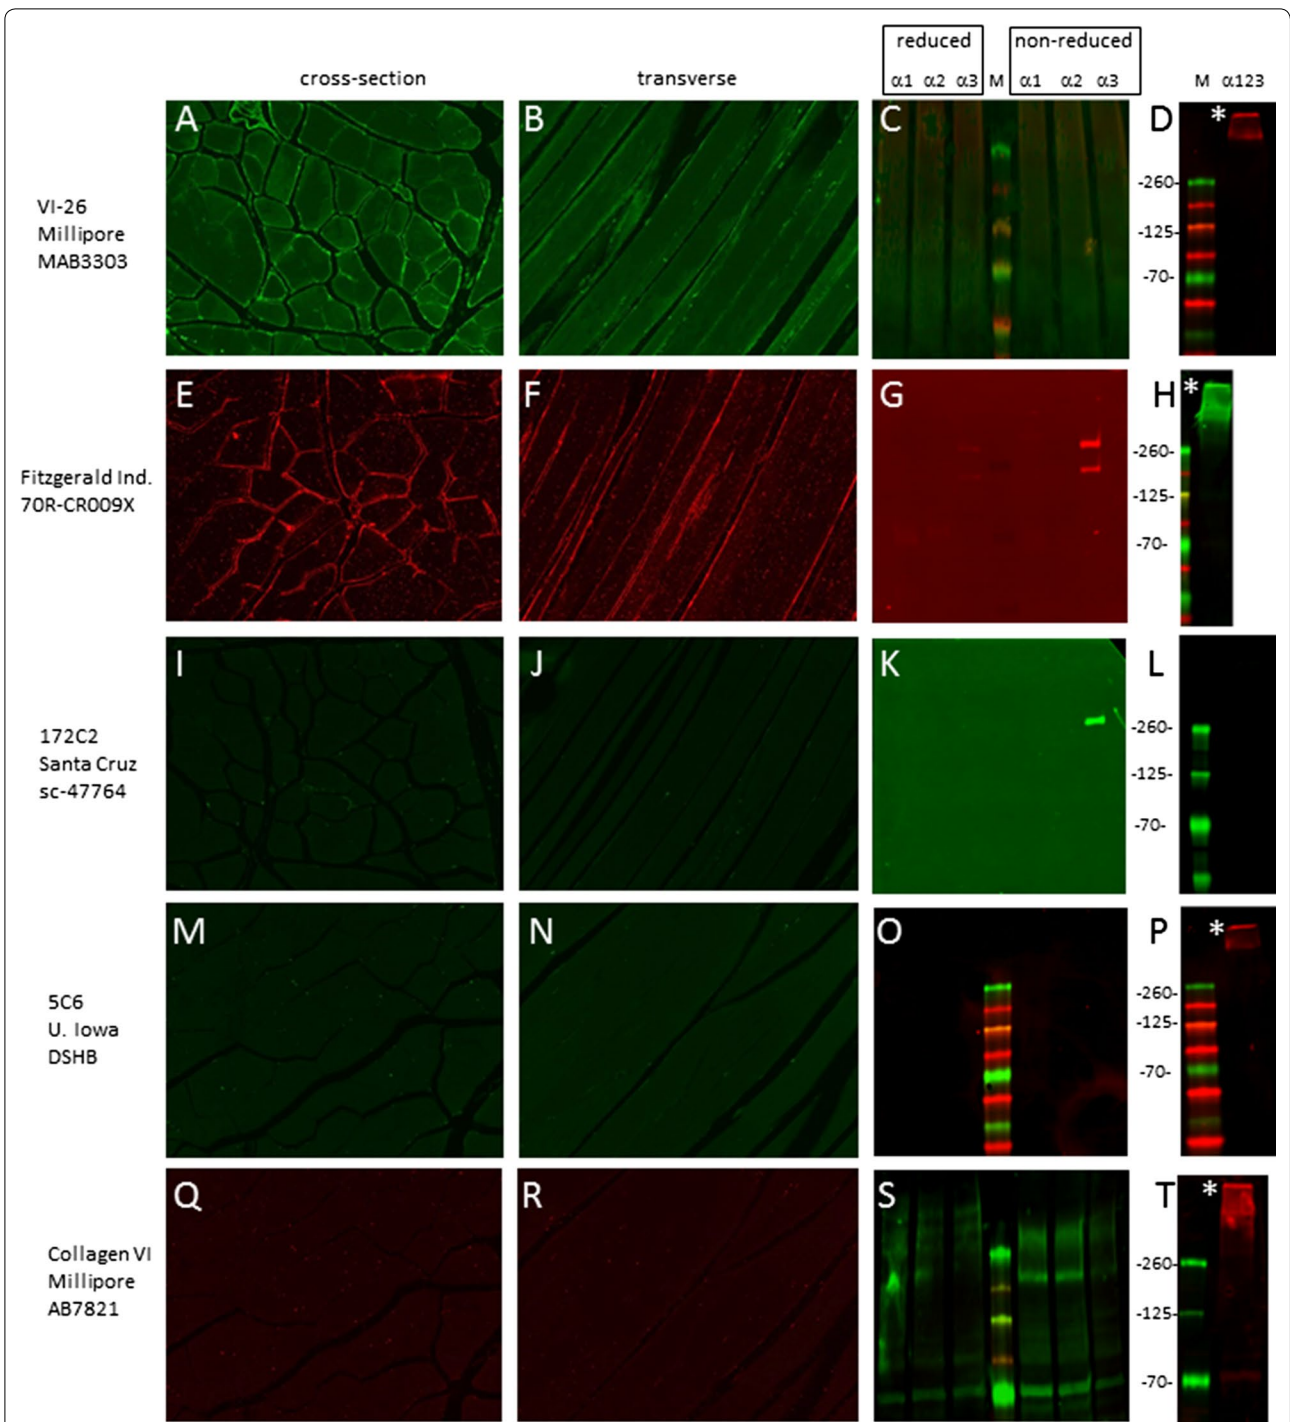 reduced non-reduced
cross-section transverse α1 α2 α3 M α1 α2 α3 M α123
A B C D *
VI-26
Millipore
MAB3303
-260-
-125-
-70-
E F G H *
Fitzgerald Ind.
70R-CR009X
-260-
-125-
-70-
I J K L
172C2
Santa Cruz
sc-47764
-260-
-125-
-70-
M N O P *
5C6
U. Iowa
DSHB
-260-
-125-
-70-
Q R S T *
Collagen VI
Millipore
AB7821
-260-
-125-
-70-